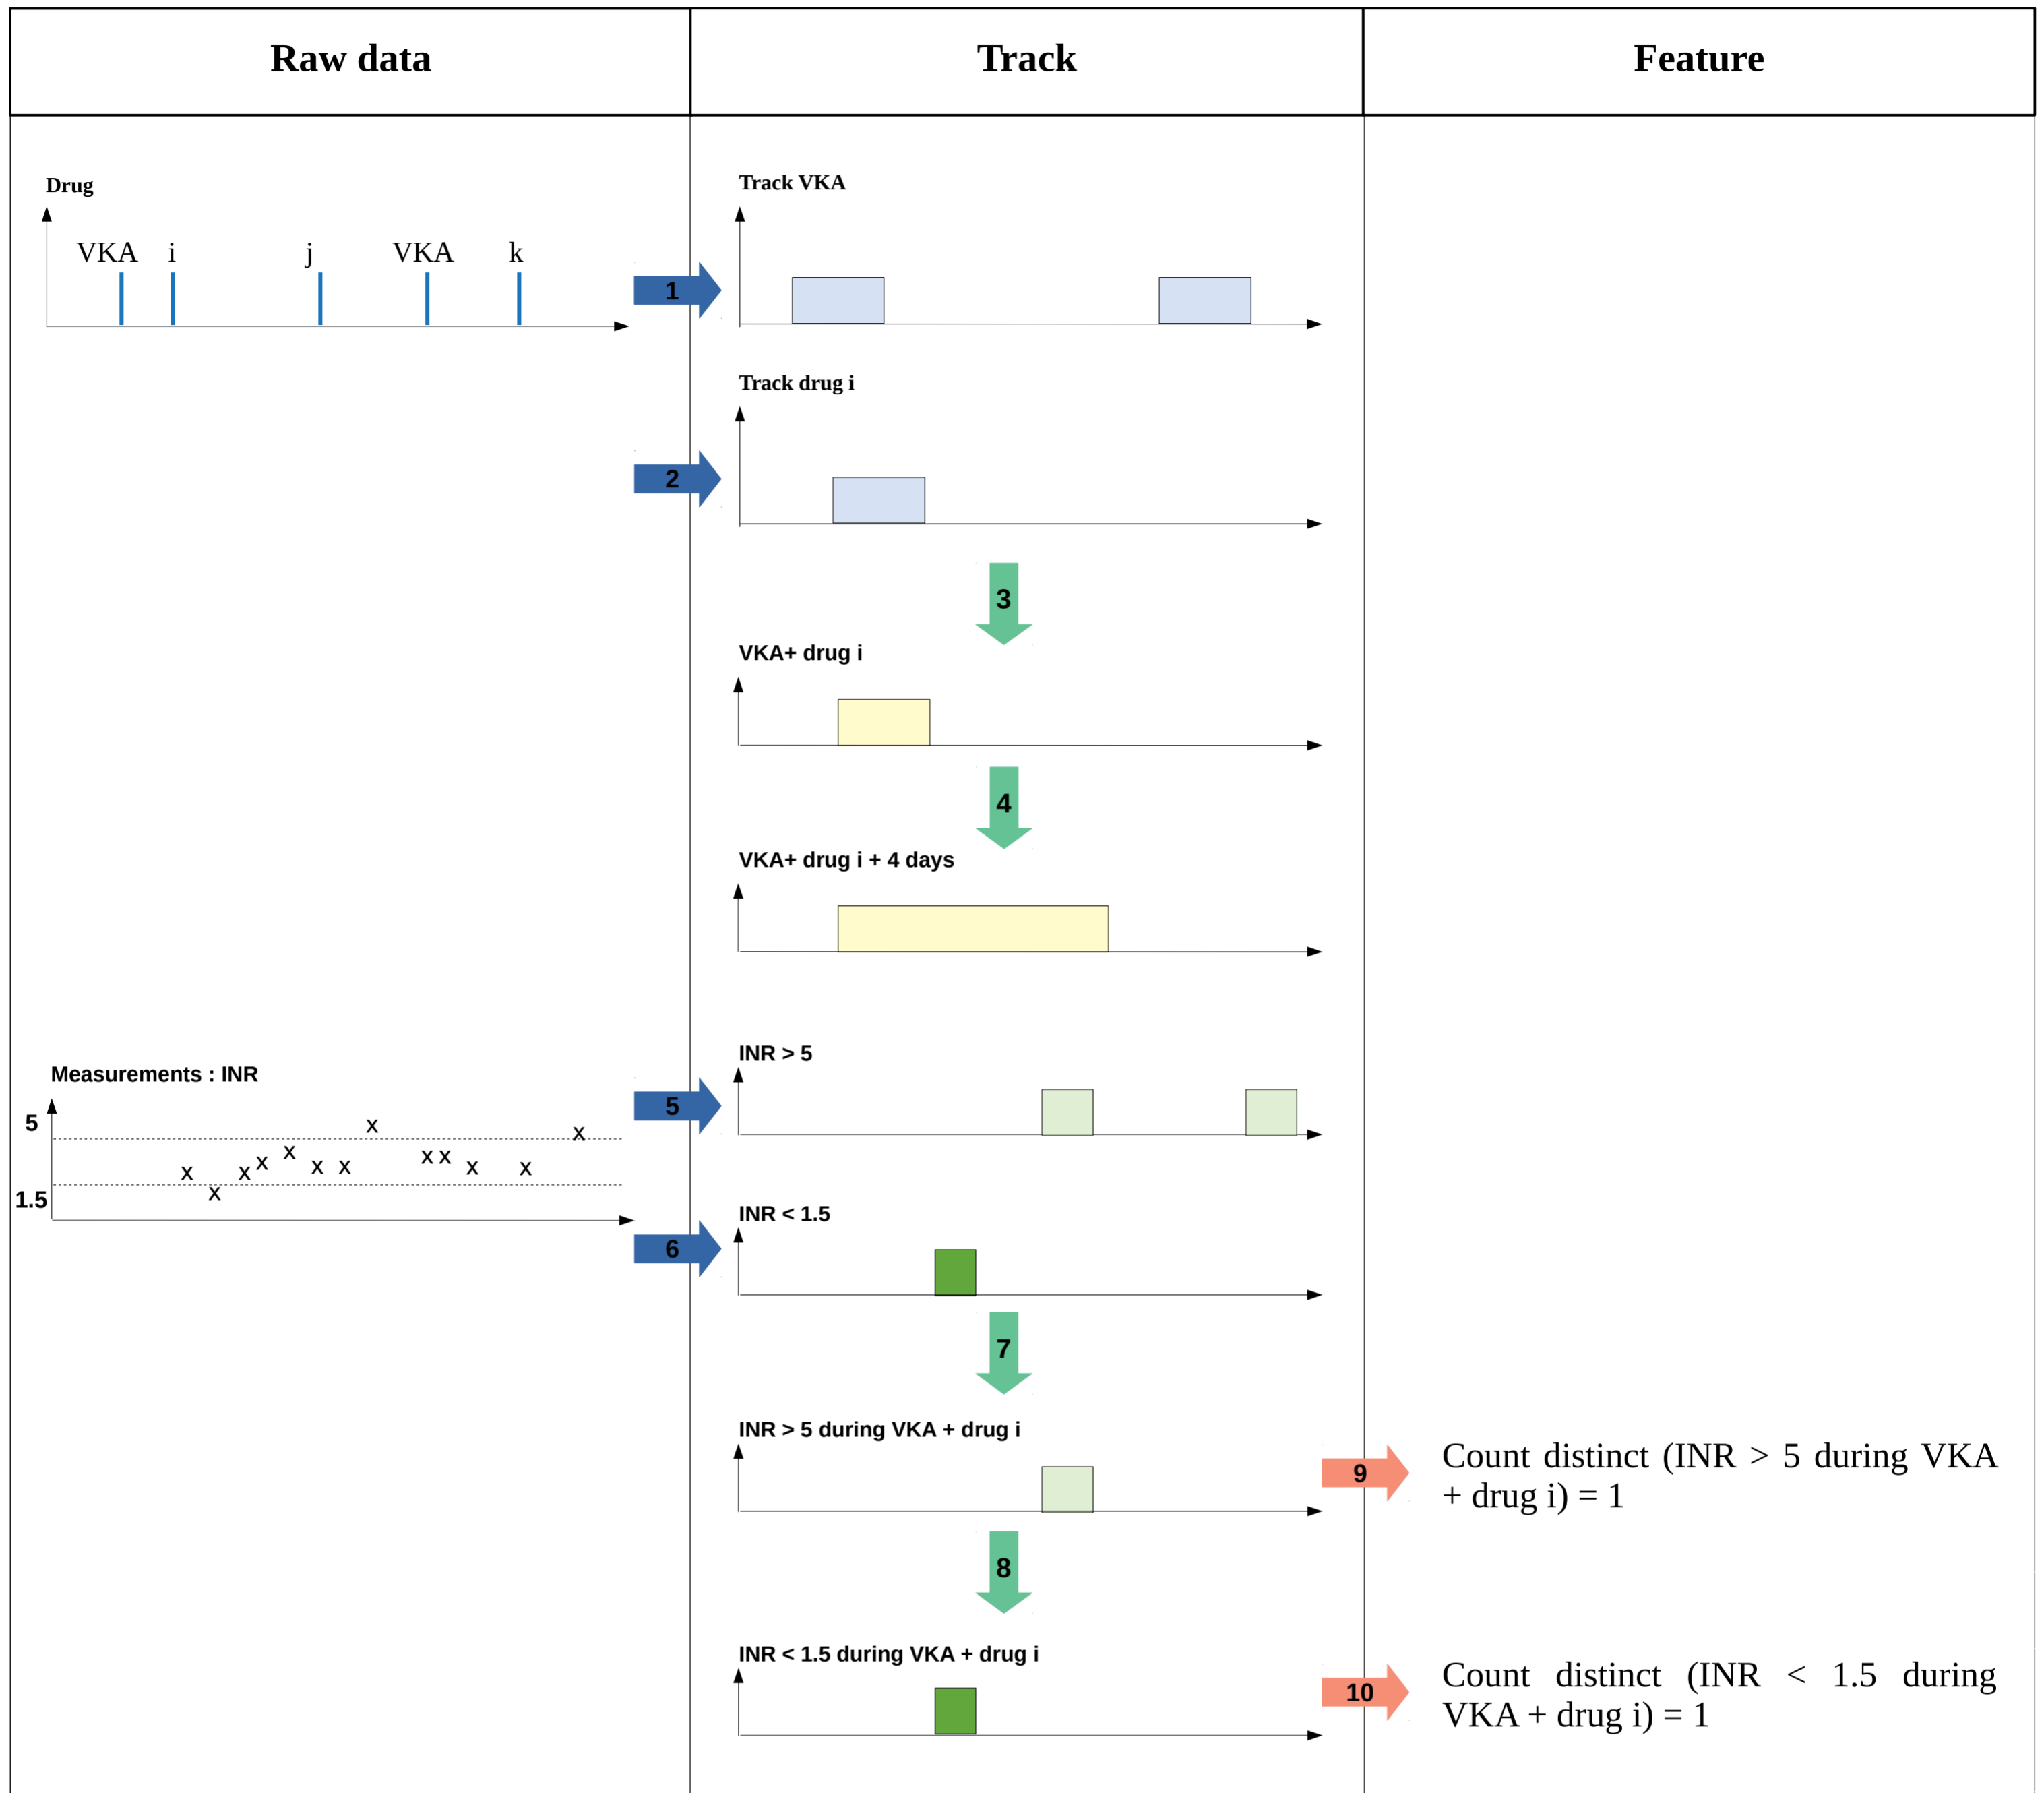 Raw data
Track
Feature
Drug
VKA i j VKA k
1
Track VKA
2
Track drug i
3
VKA+ drug i
4
VKA+ drug i + 4 days
Measurements : INR
5
1.5
x x x x x x x x x x x x x
5
INR > 5
6
INR < 1.5
7
INR > 5 during VKA + drug i
9
Count distinct (INR > 5 during VKA
+ drug i) = 1
8
INR < 1.5 during VKA + drug i
10
Count distinct (INR < 1.5 during
VKA + drug i) = 1